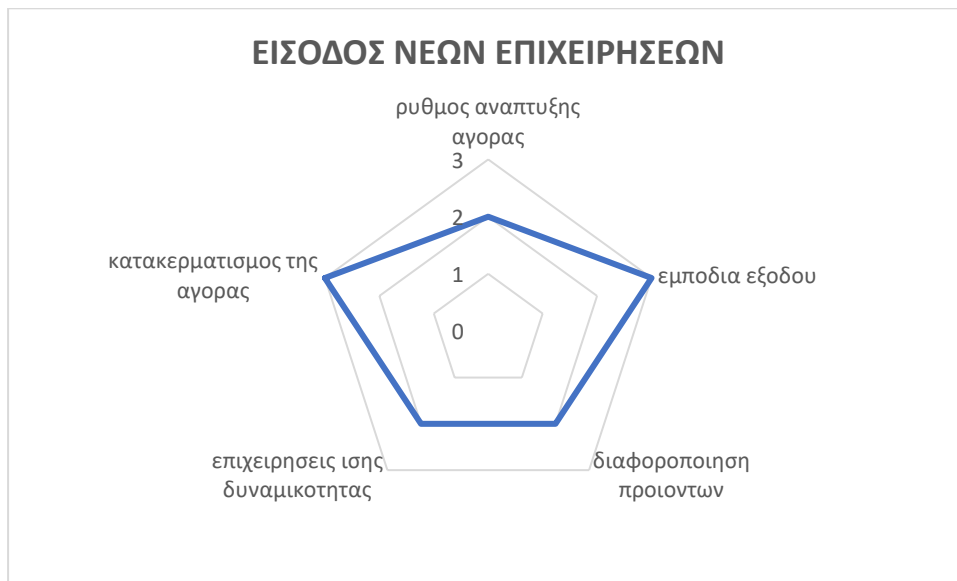 ΕΙΣΟΔΟΣ ΝΕΩΝ ΕΠΙΧΕΙΡΗΣΕΩΝ
ρυθμος αναπτυξης
αγορας
3
2
1
0
εμποδια εξοδου
διαφοροποιηση
προιοντων
επιχειρησεις ισης
δυναμικοτητας
κατακερματισμος της
αγορας